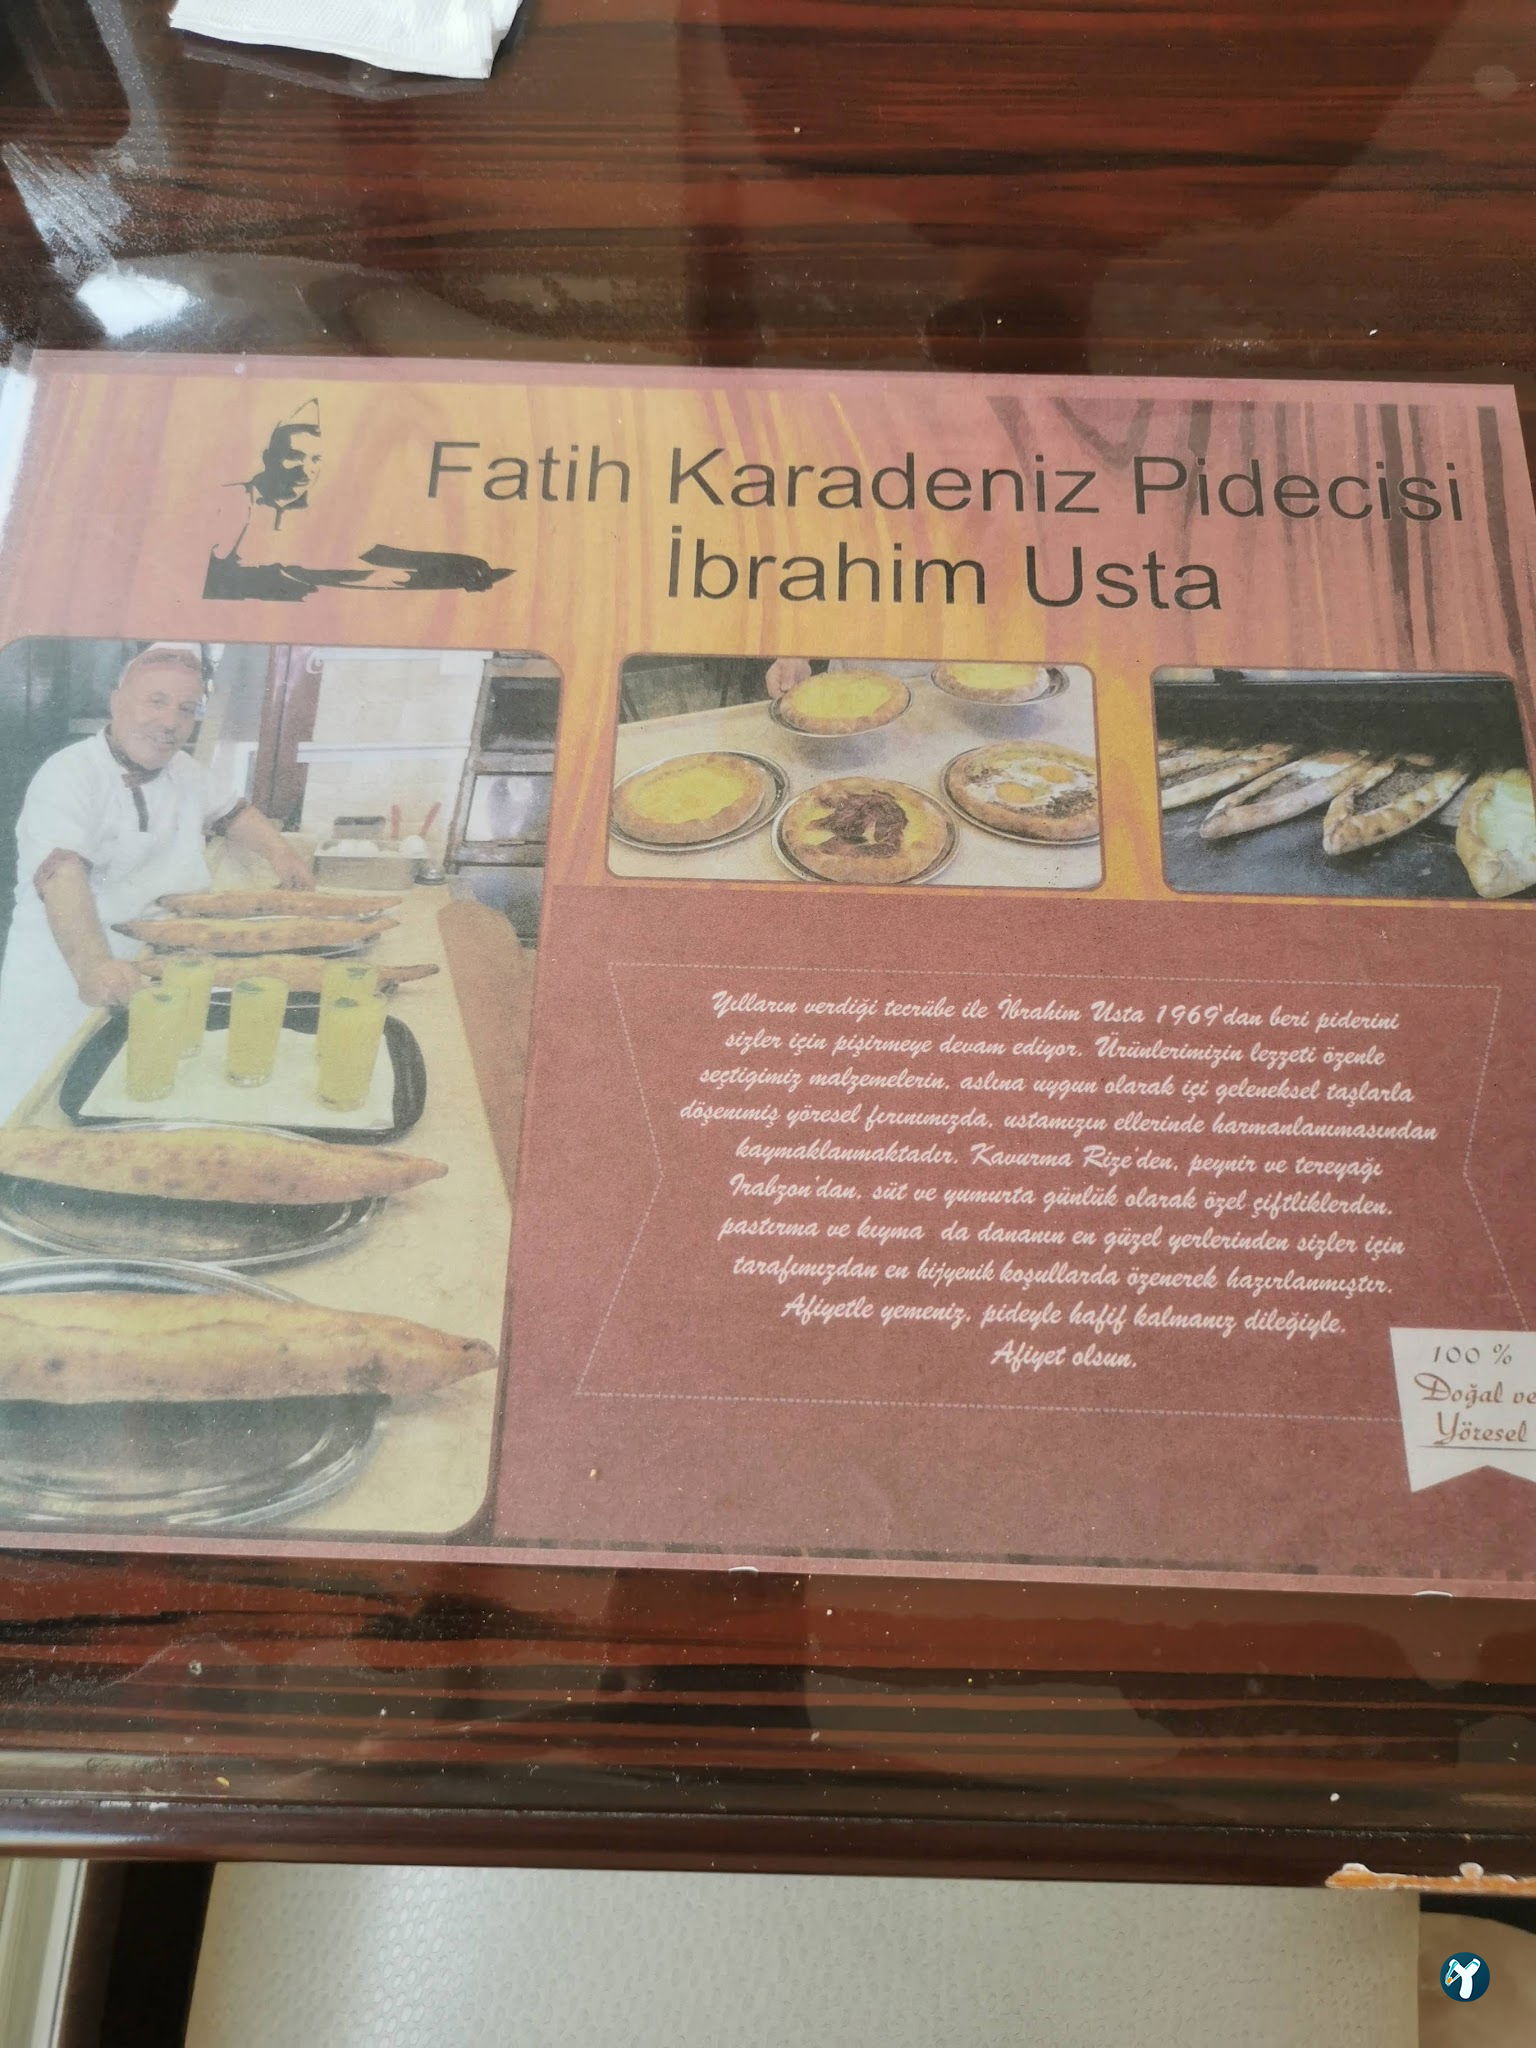 Fatih Karadeniz Pidecisi
İbrahim Usta
Yılların verdiği tecrübe ile İbrahim Usta 1969'dan beri piderini
sizler için pişirmeye devam ediyor. Ürünlerimizin lezzeti özenle
seçtigimiz malzemelerin, aslına uygun olarak içi geleneksel taşlarla
döşenmiş yöresel fırınımızda, ustamızın ellerinde harmanlanımasından
kaymaklanmaktadır. Kavurma Rize'den, peynir ve tereyağı
Trabzon'dan, süt ve yumurta günlük olarak özel çiftliklerden,
pastırma ve kıyma da dananın en güzel yerlerinden sizler için
tarafımızdan en hijyenik koşullarda özenerek hazırlanmıştır.
Afiyetle yemeniz, pideyle hafif kalmanız dileğiyle.
Afiyet olsun.
100 %
Doğal ve
Yöresel